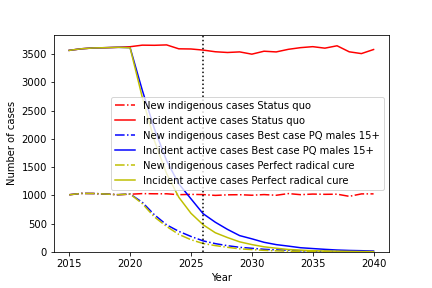 3500
3000
2500
2000
1500
1000
500
0
Number of cases
New indigenous cases Status quo
Incident active cases Status quo
New indigenous cases Best case PQ males 15+
Incident active cases Best case PQ males 15+
New indigenous cases Perfect radical cure
Incident active cases Perfect radical cure
2015 2020 2025 2030 2035 2040
Year